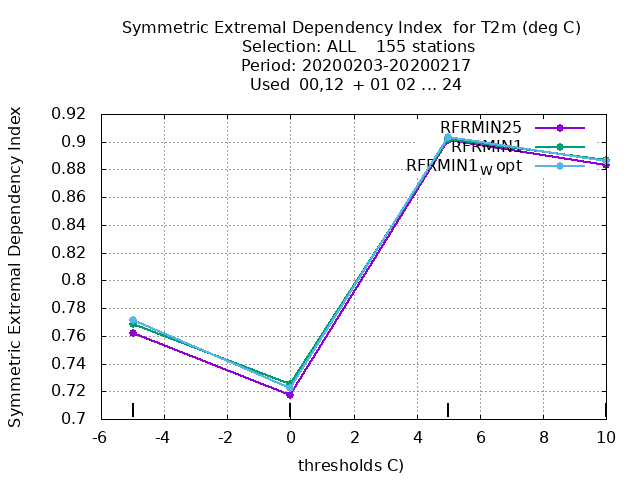 Symmetric Extremal Dependency Index for T2m (deg C)
Selection: ALL 155 stations
Period: 20200203-20200217
Used 00,12 + 01 02 ... 24
Symmetric Extremal Dependency Index
0.92
0.9
0.88
0.86
0.84
0.82
0.8
0.78
0.76
0.74
0.72
0.7
RFRMIN25
RFRMIN1
RFRMIN1W opt
-6 -4 -2 0 2 4 6 8 10
thresholds C)